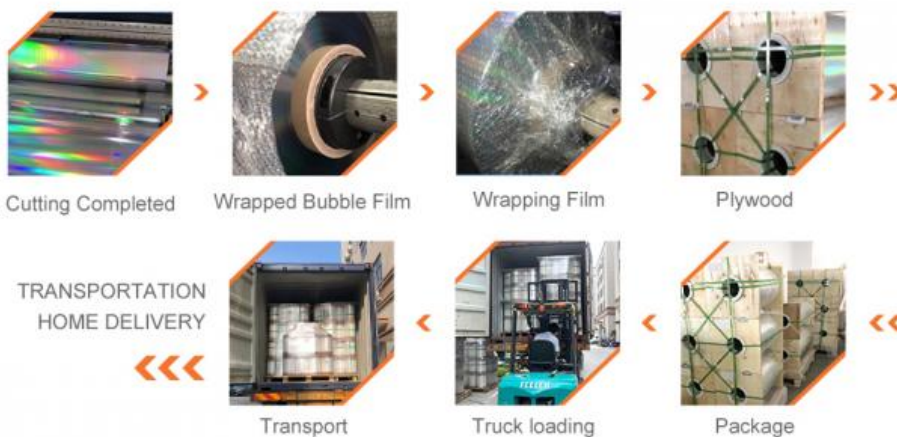 Cutting Completed
Wrapped Bubble Film
Wrapping Film
Plywood
TRANSPORTATION
HOME DELIVERY
Transport
Truck loading
Package